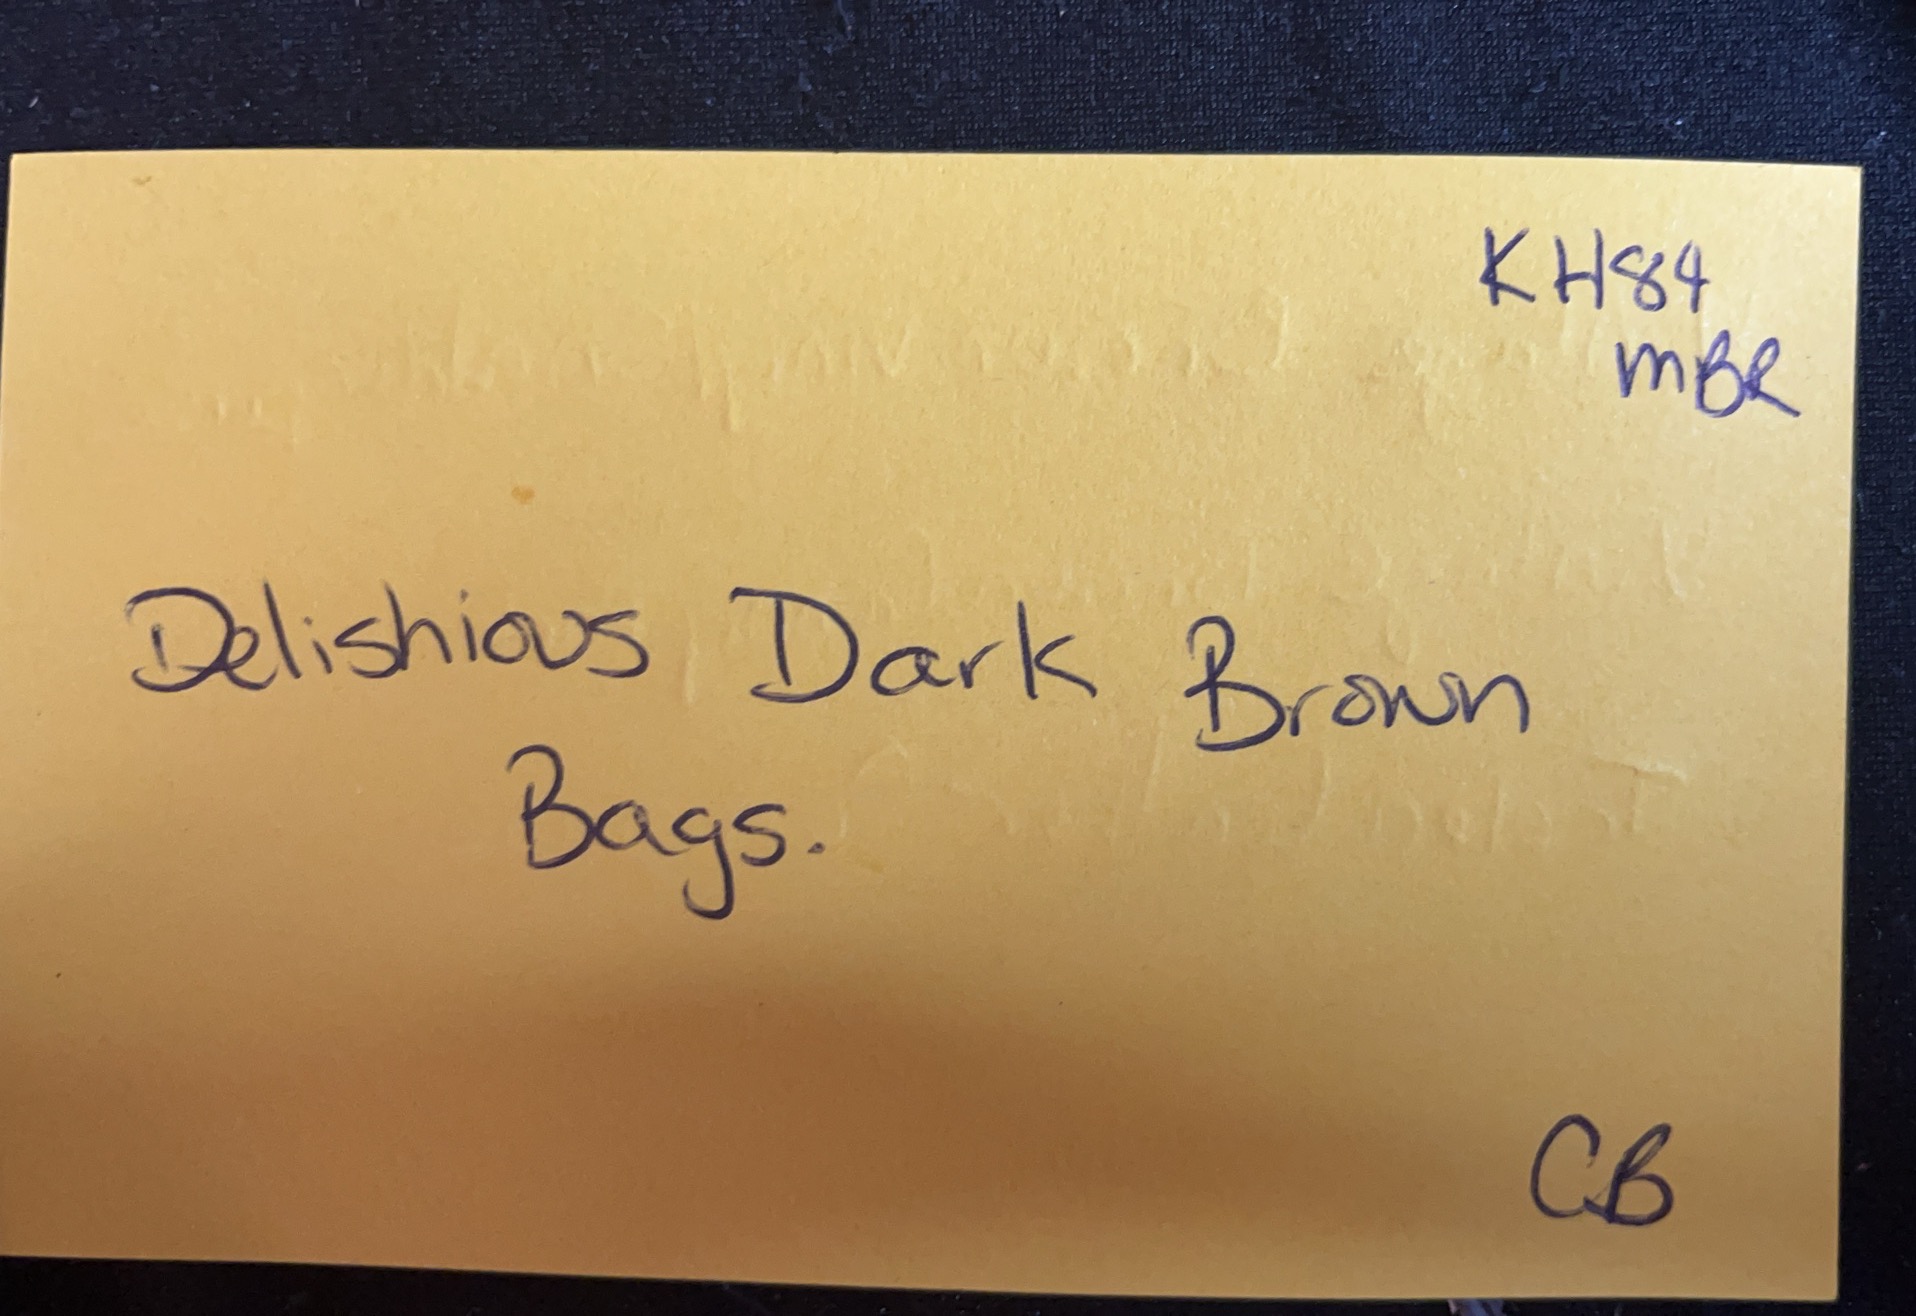 KH84
MBR
Delishious Dark Brown
Bags.
CB